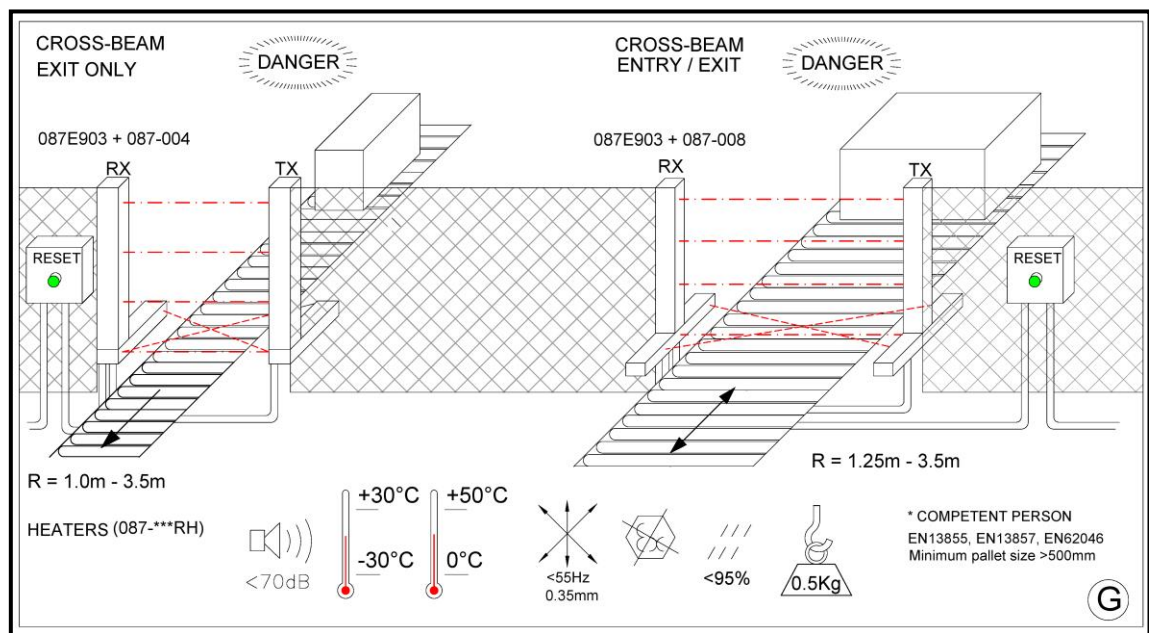 CROSS-BEAM
EXIT ONLY
DANGER
087E903 + 087-004
RX
TX
RESET
R = 1.0m - 3.5m
CROSS-BEAM
ENTRY / EXIT
DANGER
087E903 + 087-008
RX
TX
RESET
R = 1.25m - 3.5m
HEATERS (087-***RH)
<70dB
+30°C
-30°C
+50°C
0°C
<55Hz
0.35mm
<95%
0.5Kg
* COMPETENT PERSON
EN13855, EN13857, EN62046
Minimum pallet size >500mm
G